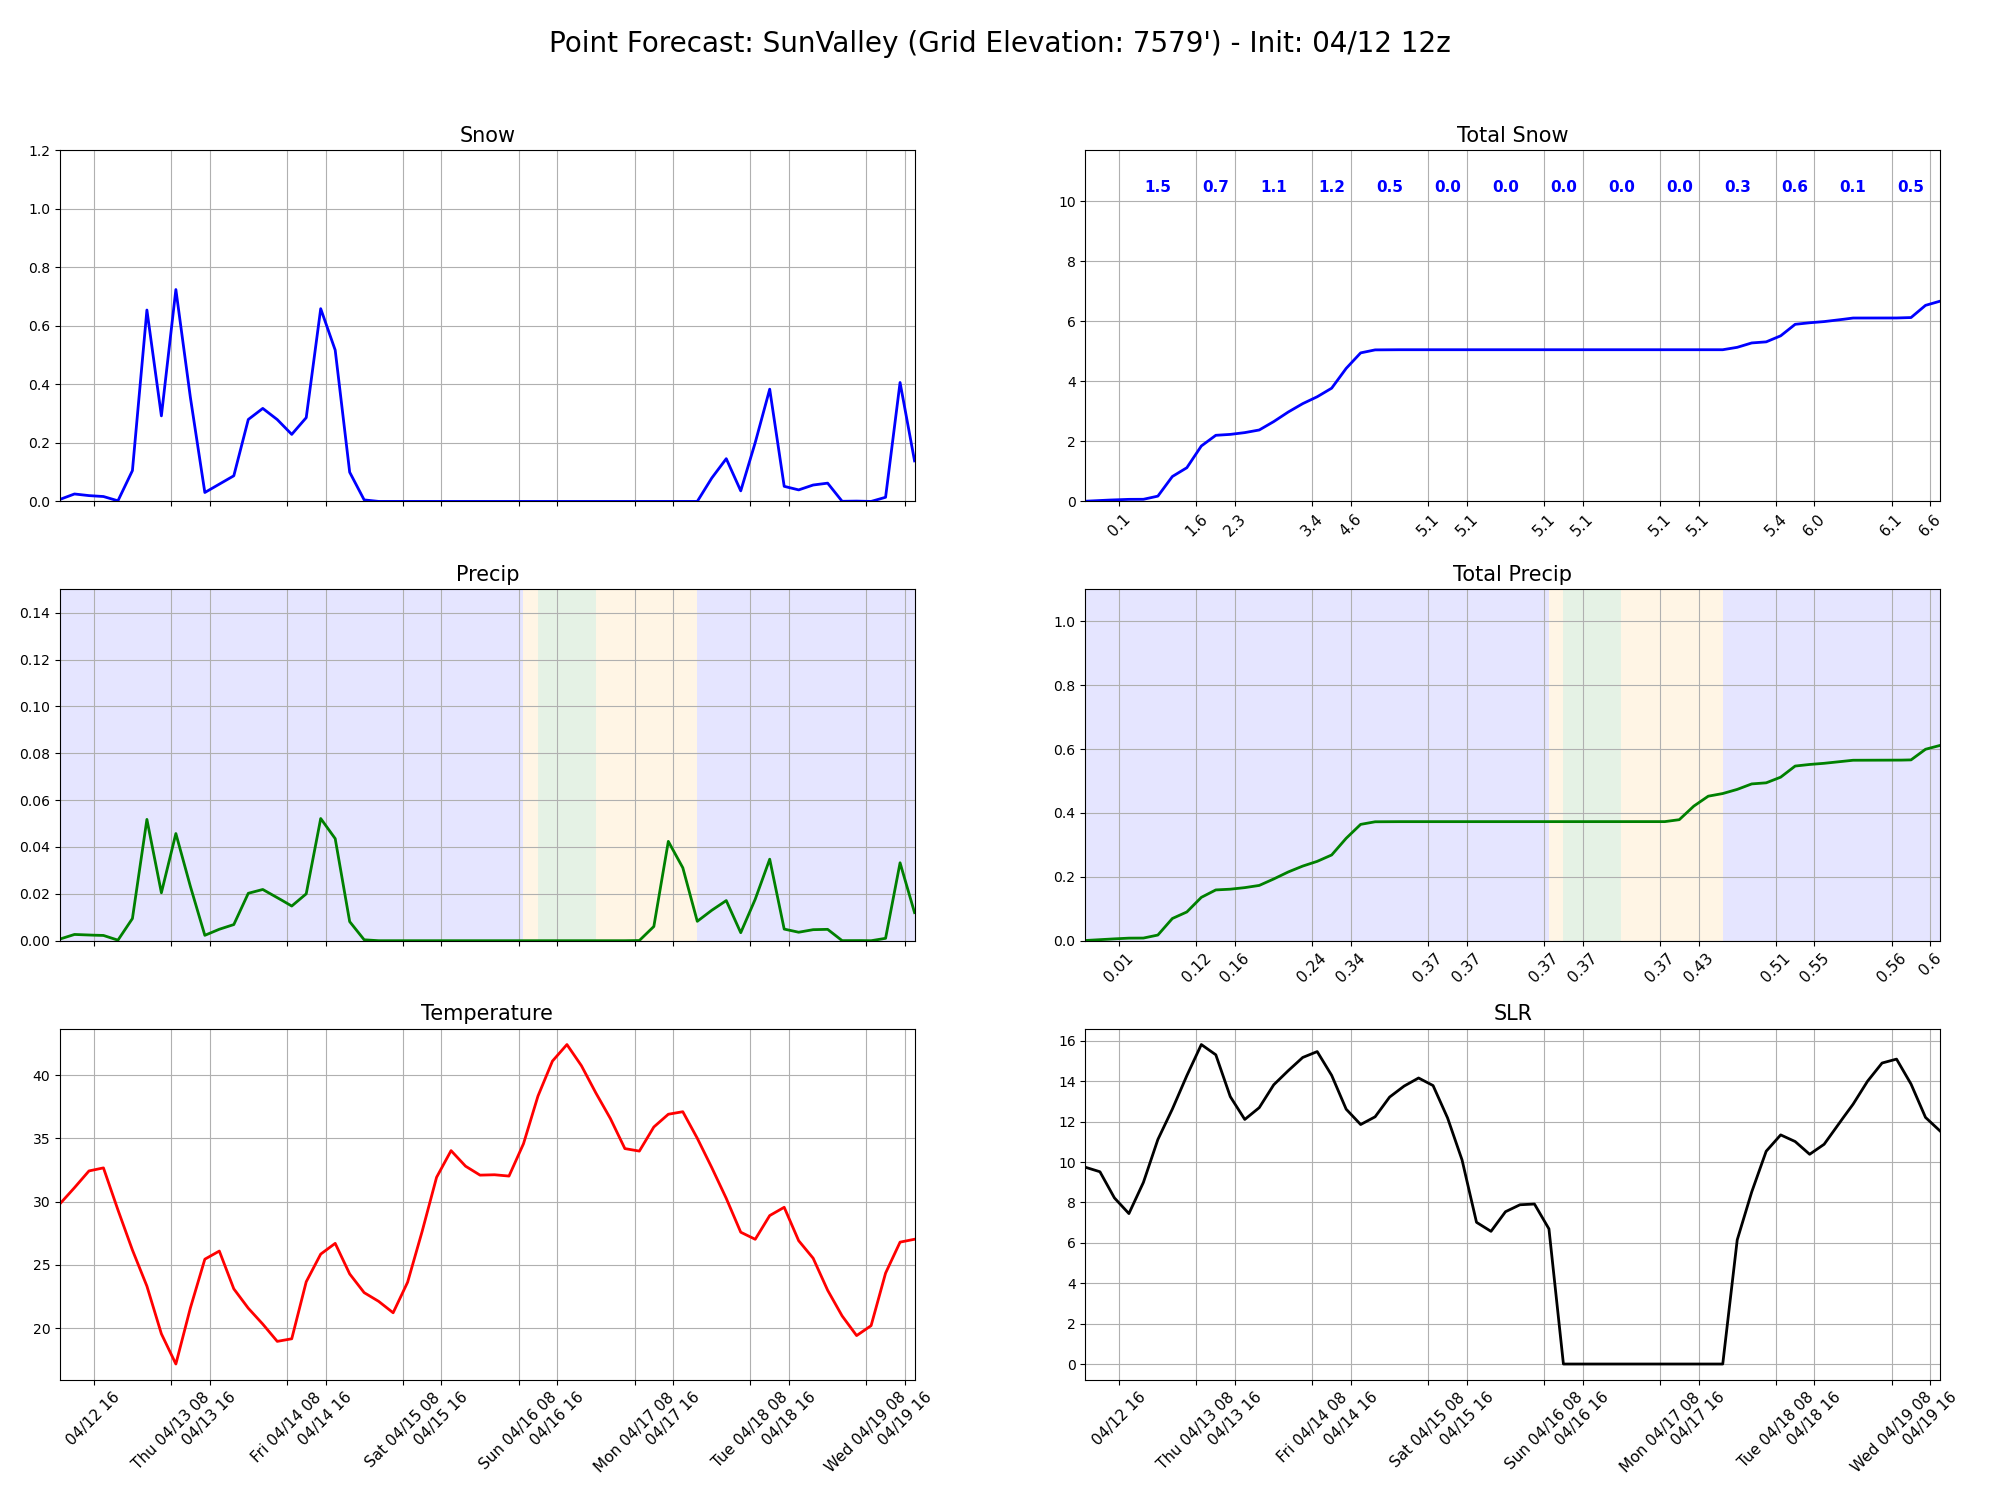 Point Forecast: SunValley (Grid Elevation: 7579') - Init: 04/12 12z
Snow
1.2
1.0
0.8
0.6
0.4
0.2
0.0
Total Snow
1.5 0.7 1.1 1.2 0.5 0.0 0.0 0.0 0.0 0.0 0.3 0.6 0.1 0.5
10
8
6
4
2
0
0.1 1.6 2.3 3.4 4.6 5.1 5.1 5.1 5.1 5.1 5.1 5.4 6.0 6.1 6.6
Precip
0.14
0.12
0.10
0.08
0.06
0.04
0.02
0.00
Total Precip
1.0
0.8
0.6
0.4
0.2
0.0
0.01 0.12 0.16 0.24 0.34 0.37 0.37 0.37 0.37 0.37 0.43 0.51 0.55 0.56 0.6
Temperature
40
35
30
25
20
04/12 16
Thu 04/13 08
04/13 16
Fri 04/14 08
04/14 16
Sat 04/15 08
04/15 16
Sun 04/16 08
04/16 16
Mon 04/17 08
04/17 16
Tue 04/18 08
04/18 16
Wed 04/19 08
04/19 16
SLR
16
14
12
10
8
6
4
2
0
04/12 16
Thu 04/13 08
04/13 16
Fri 04/14 08
04/14 16
Sat 04/15 08
04/15 16
Sun 04/16 08
04/16 16
Mon 04/17 08
04/17 16
Tue 04/18 08
04/18 16
Wed 04/19 08
04/19 16